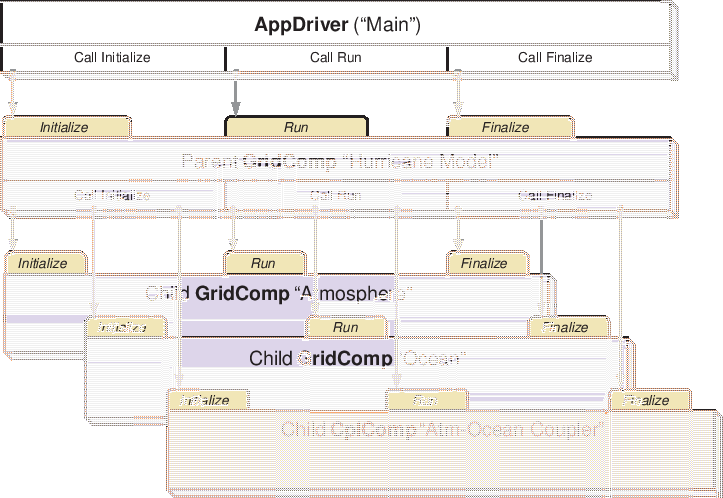 AppDriver (“Main”)
Call Initialize Call Run Call Finalize
Initialize Run Finalize
Parent GridComp “Hurricane Model”
Call Initialize Call Run Call Finalize
Initialize Run Finalize
Child GridComp “Atmosphere”
Initialize Run Finalize
Child GridComp “Ocean”
Initialize Run Finalize
Child CplComp “Atm-Ocean Coupler”